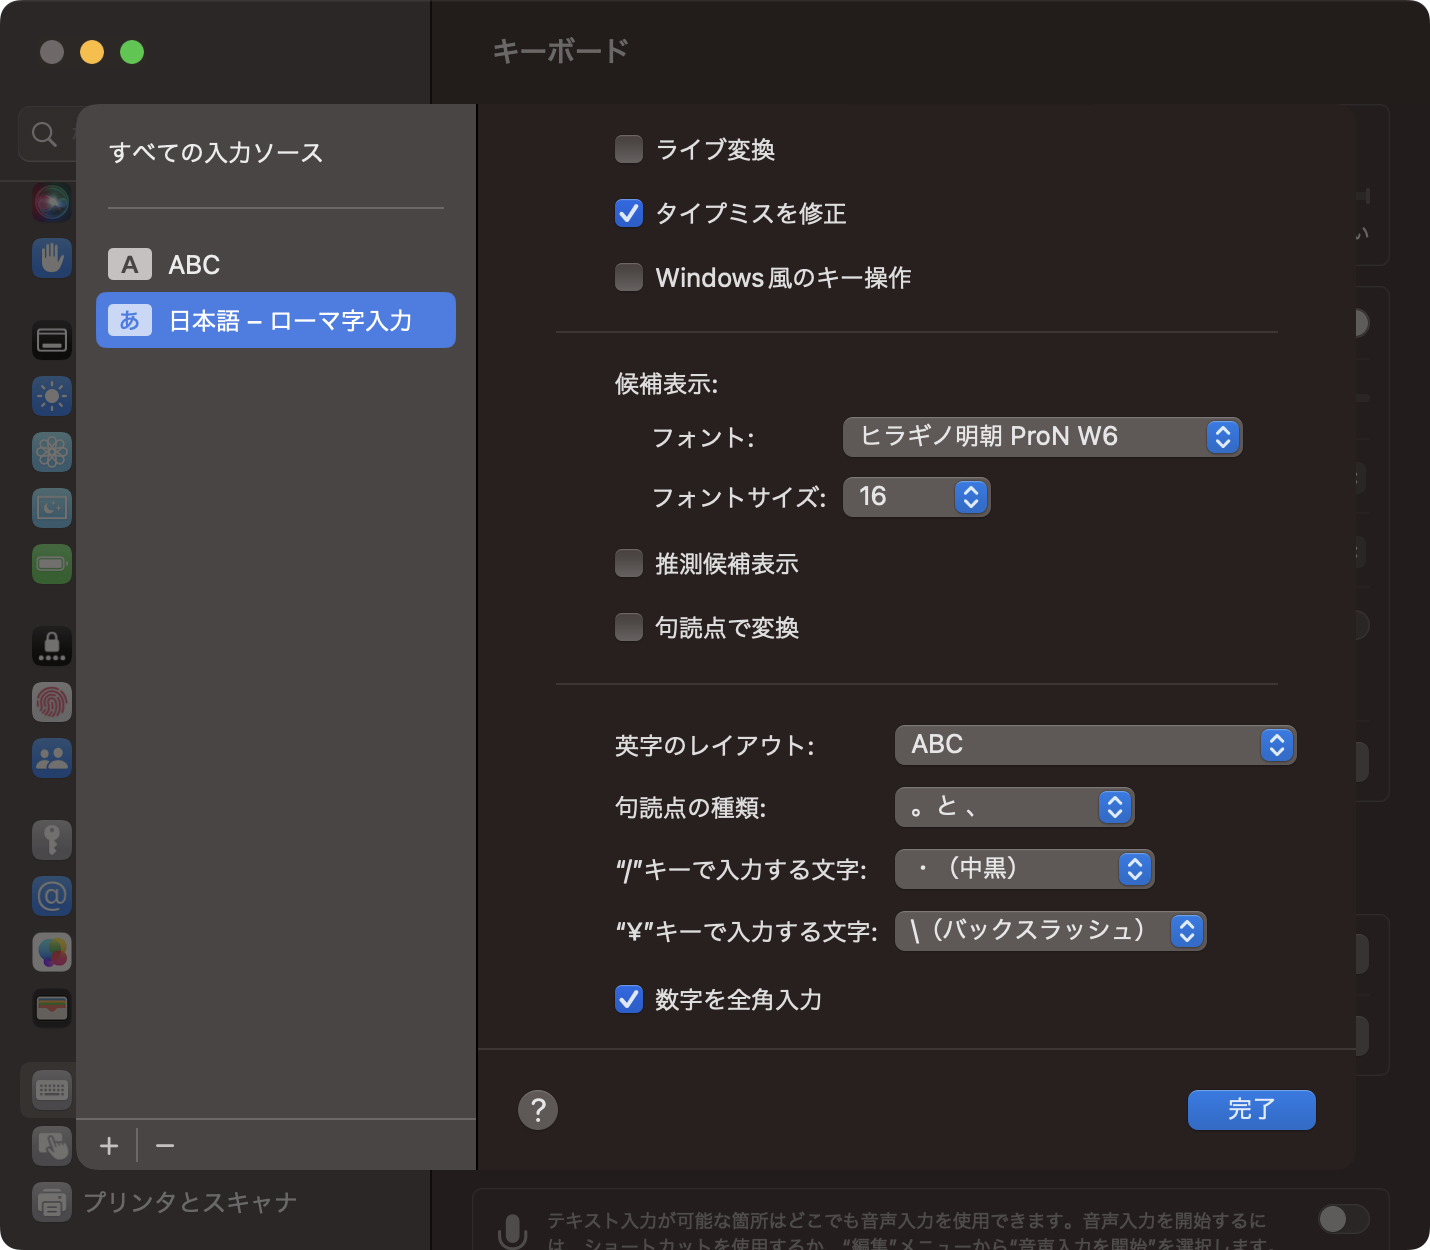 キーボード
すべての入力ソース
A ABC
あ 日本語 – ローマ字入力
ライブ変換
タイプミスを修正
Windows風のキー操作
候補表示:
フォント: ヒラギノ明朝 ProN W6
フォントサイズ: 16
推測候補表示
句読点で変換
英字のレイアウト: ABC
句読点の種類: 。と 、
“/”キーで入力する文字: ・（中黒）
“¥”キーで入力する文字: \（バックスラッシュ）
数字を全角入力
? 完了
+ −
プリンタとスキャナ
テキスト入力が可能な箇所はどこでも音声入力を使用できます。音声入力を開始するに
は、ショートカットを使用するか、“編集”メニューから“音声入力を開始”を選択します